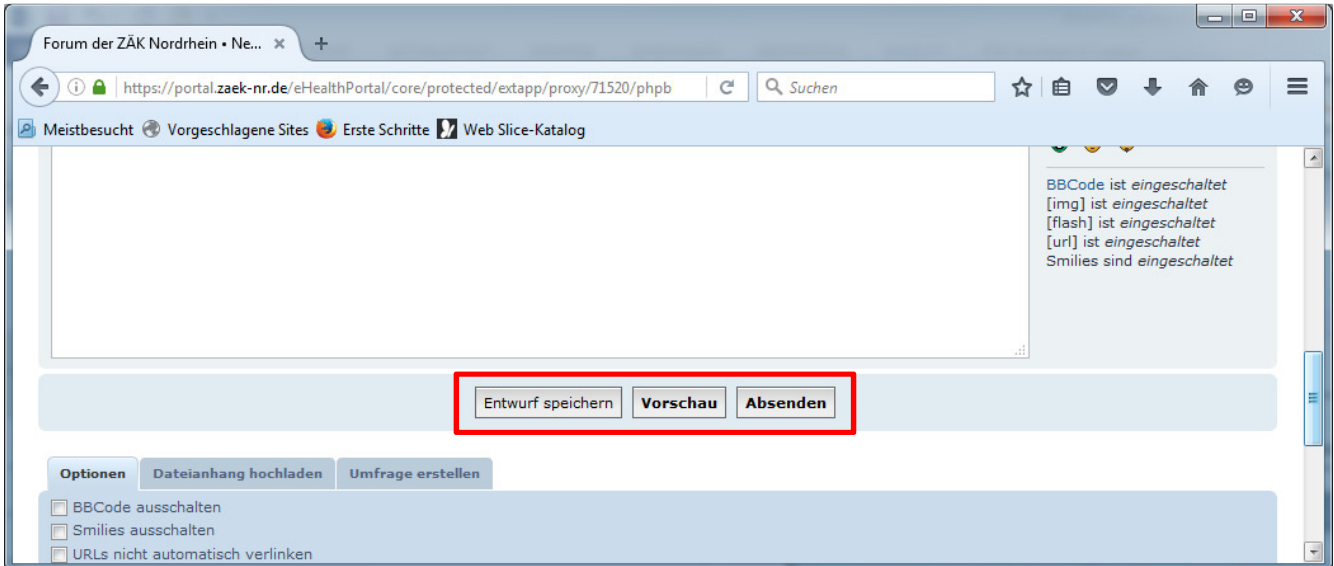 Forum der ZÄK Nordrhein • Ne...
https://portal.zaek-nr.de/eHealthPortal/core/protected/extapp/proxy/71520/phpb
Suchen
Meistbesucht Vorgeschlagene Sites Erste Schritte Web Slice-Katalog
BBCode ist eingeschaltet
[img] ist eingeschaltet
[flash] ist eingeschaltet
[url] ist eingeschaltet
Smilies sind eingeschaltet
Entwurf speichern Vorschau Absenden
Optionen Dateianhang hochladen Umfrage erstellen
BBCode ausschalten
Smilies ausschalten
URLs nicht automatisch verlinken